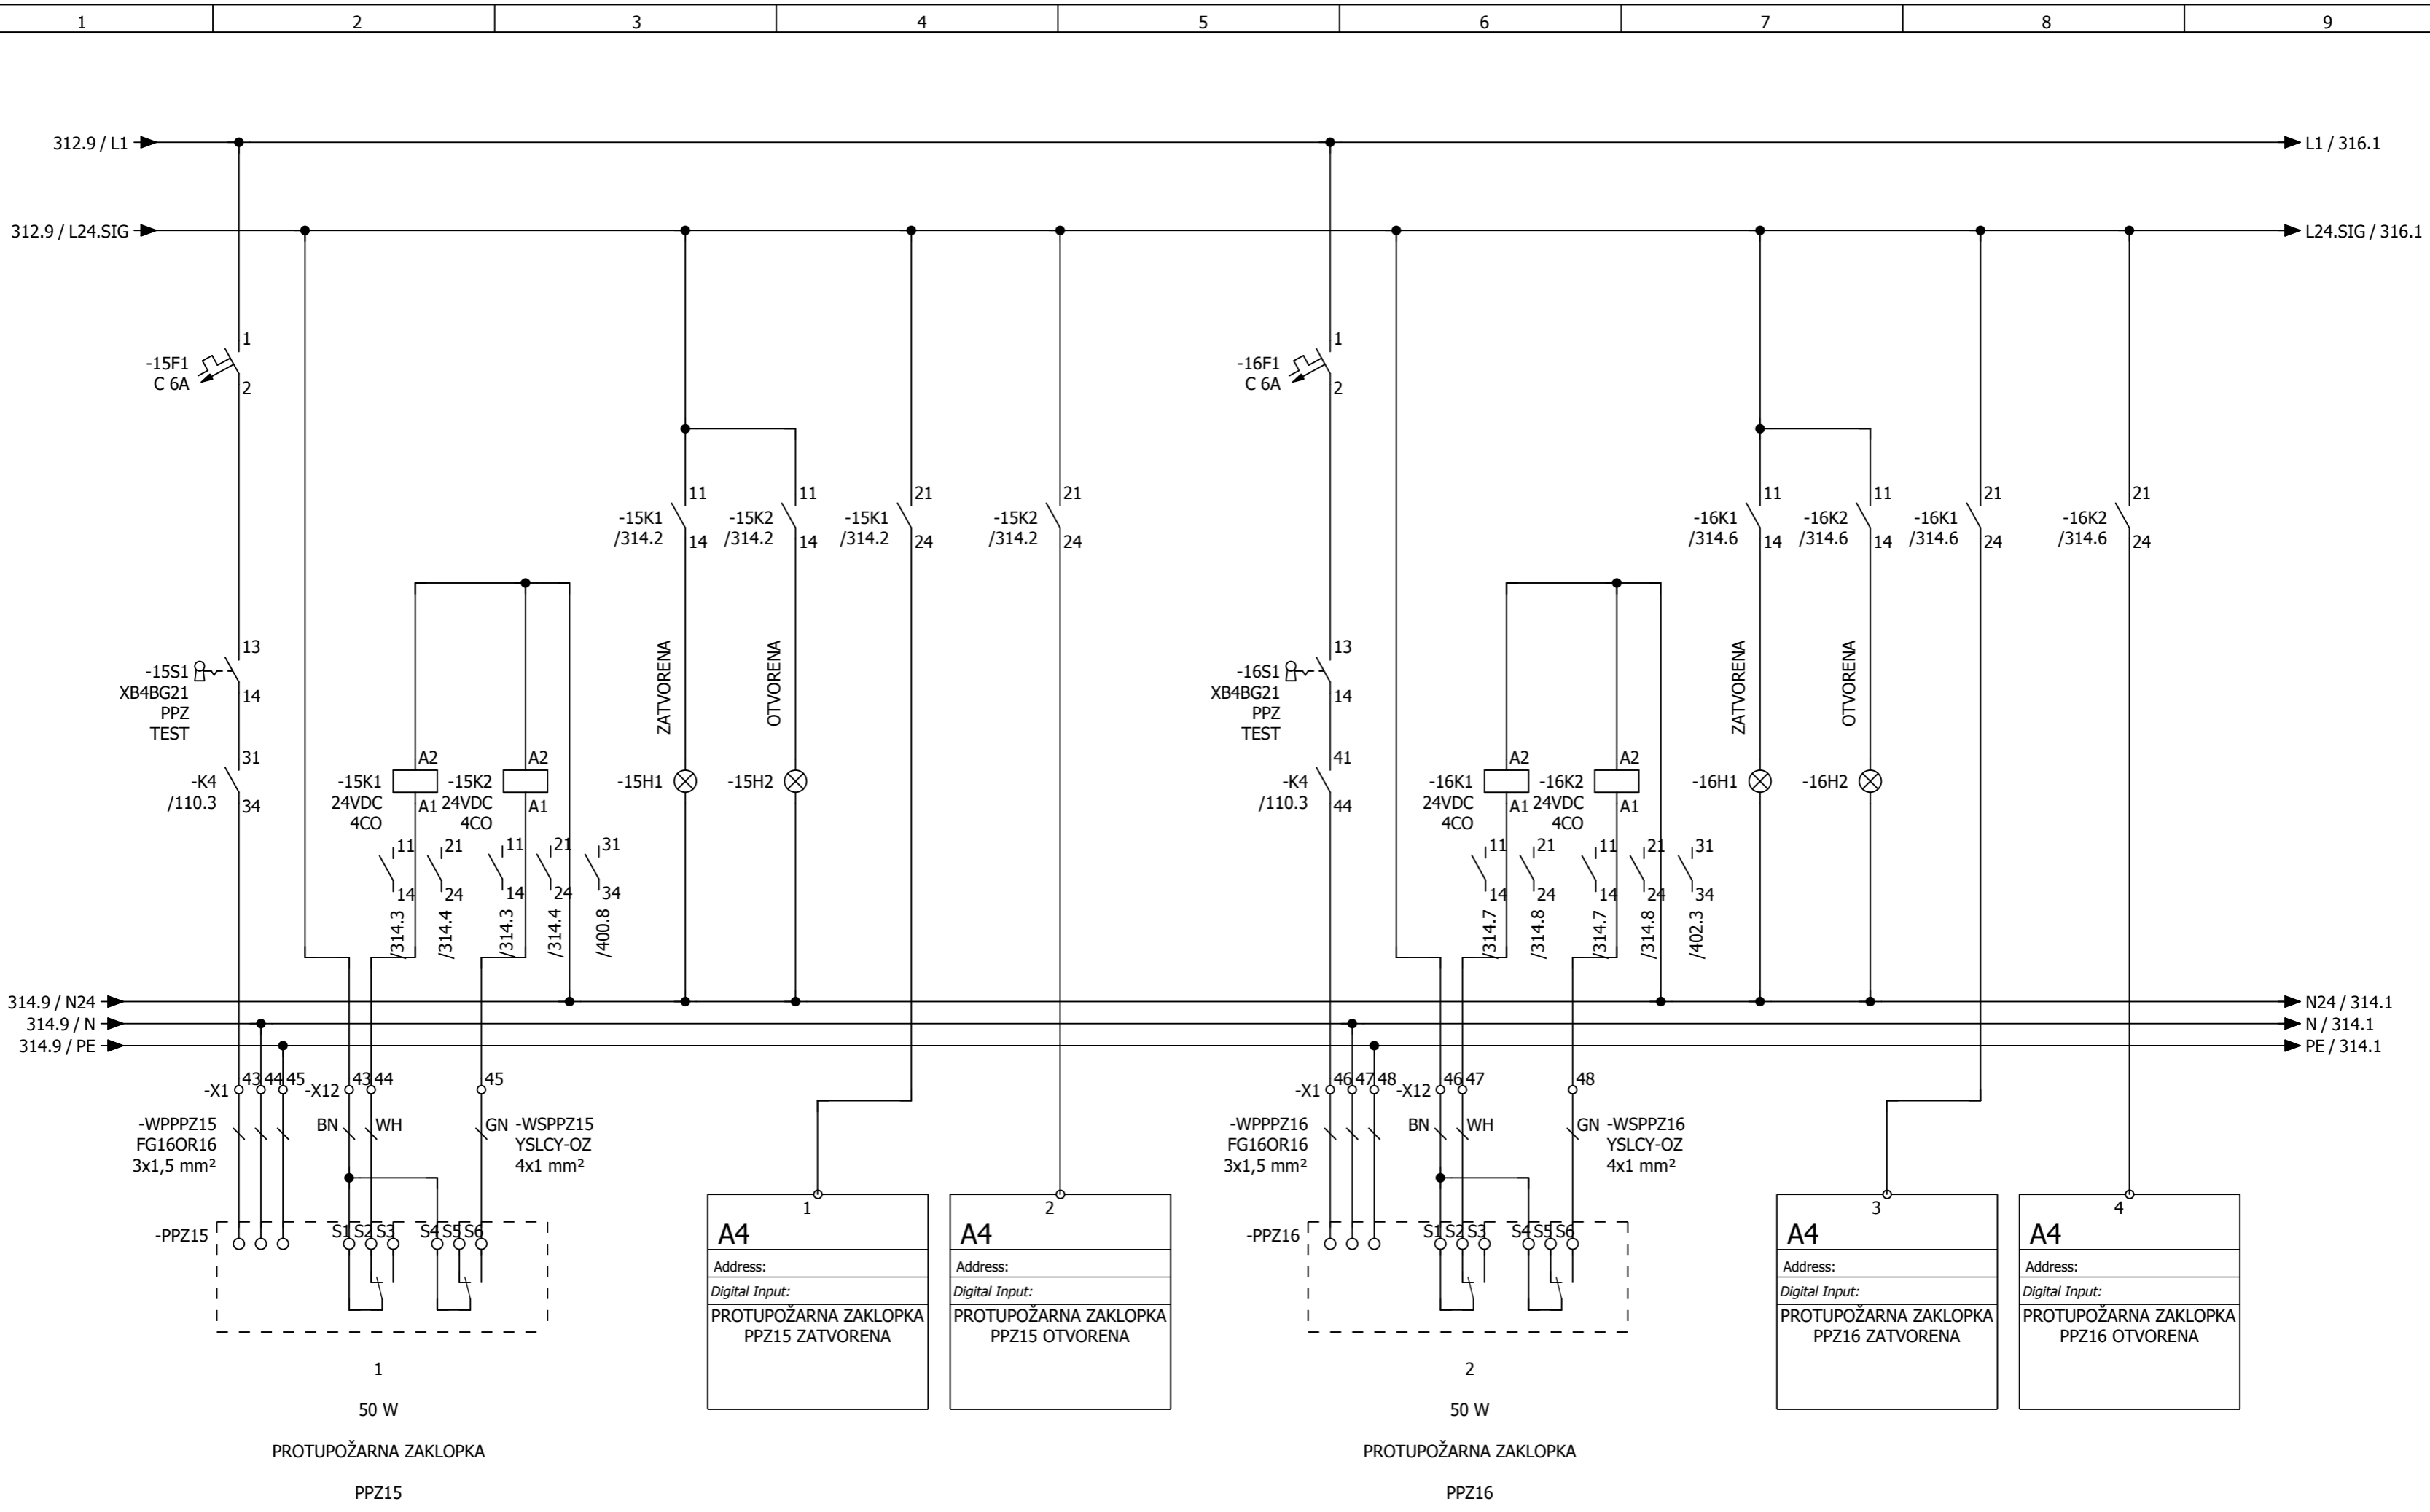 1 2 3 4 5 6 7 8 9
312.9 / L1
L1 / 316.1
312.9 / L24.SIG
L24.SIG / 316.1
-15F1
C 6A
1
2
-15S1
XB4BG21
PPZ
TEST
13
14
-K4
/110.3
31
34
-15K1
24VDC
4CO
A2
A1
-15K2
24VDC
4CO
A2
A1
11
14
/314.3
21
24
/314.4
11
14
/314.3
21
24
/314.4
31
34
/400.8
-15K1
/314.2
11
14
-15K2
/314.2
11
14
-15K1
/314.2
21
24
-15K2
/314.2
21
24
ZATVORENA
OTVORENA
-15H1
-15H2
-16F1
C 6A
1
2
-16S1
XB4BG21
PPZ
TEST
13
14
-K4
/110.3
41
44
-16K1
24VDC
4CO
A2
A1
-16K2
24VDC
4CO
A2
A1
11
14
/314.7
21
24
/314.8
11
14
/314.7
21
24
/314.8
31
34
/402.3
-16K1
/314.6
11
14
-16K2
/314.6
11
14
-16K1
/314.6
21
24
-16K2
/314.6
21
24
ZATVORENA
OTVORENA
-16H1
-16H2
314.9 / N24
N24 / 314.1
314.9 / N
N / 314.1
314.9 / PE
PE / 314.1
-X1
43 44 45
-X12
43 44
45
-WPPPZ15
FG16OR16
3x1,5 mm²
BN
WH
GN
-WSPPZ15
YSLCY-OZ
4x1 mm²
-PPZ15
S1 S2 S3 S4 S5 S6
1
50 W
PROTUPOŽARNA ZAKLOPKA
PPZ15
1
A4
Address:
Digital Input:
PROTUPOŽARNA ZAKLOPKA
PPZ15 ZATVORENA
2
A4
Address:
Digital Input:
PROTUPOŽARNA ZAKLOPKA
PPZ15 OTVORENA
-X1
46 47 48
-X12
46 47
48
-WPPPZ16
FG16OR16
3x1,5 mm²
BN
WH
GN
-WSPPZ16
YSLCY-OZ
4x1 mm²
-PPZ16
S1 S2 S3 S4 S5 S6
2
50 W
PROTUPOŽARNA ZAKLOPKA
PPZ16
3
A4
Address:
Digital Input:
PROTUPOŽARNA ZAKLOPKA
PPZ16 ZATVORENA
4
A4
Address:
Digital Input:
PROTUPOŽARNA ZAKLOPKA
PPZ16 OTVORENA